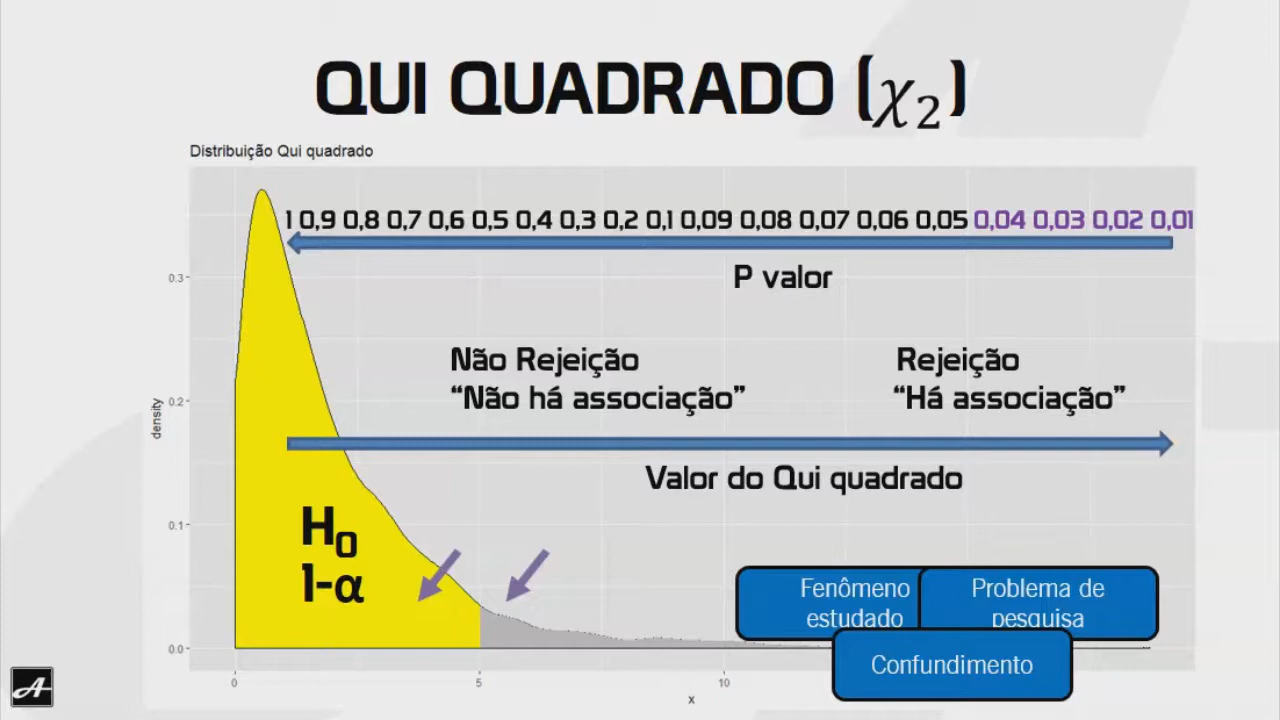 QUI QUADRADO (χ₂)
Distribuição Qui quadrado
1 0,9 0,8 0,7 0,6 0,5 0,4 0,3 0,2 0,1 0,09 0,08 0,07 0,06 0,05 0,04 0,03 0,02 0,01
P valor
0.3
Não Rejeição
“Não há associação”
Rejeição
“Há associação”
0.2
density
Valor do Qui quadrado
H₀
1-α
0.1
Fenômeno
estudado
Problema de
pesquisa
Confundimento
0.0
0 5 10
x
A